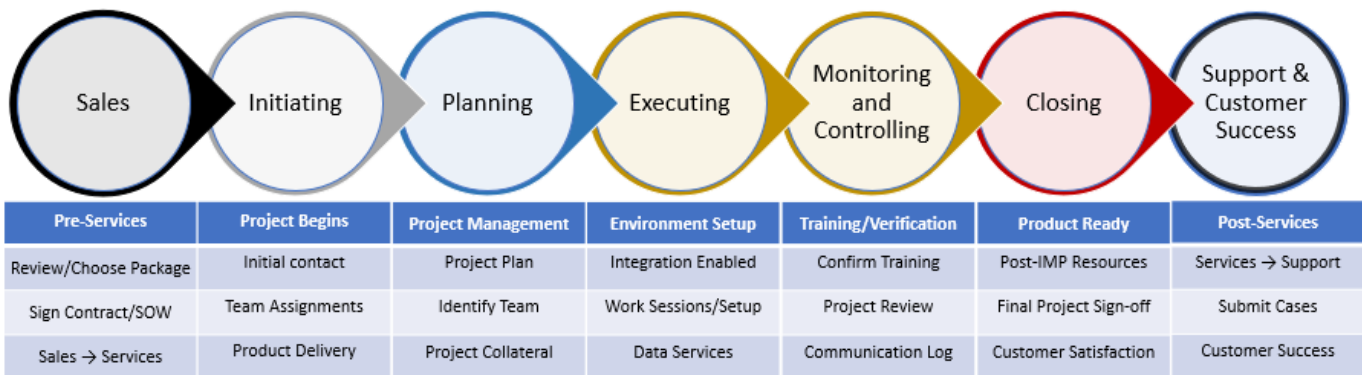 Sales
Initiating
Planning
Executing
Monitoring
and
Controlling
Closing
Support &
Customer
Success
Pre-Services
Project Begins
Project Management
Environment Setup
Training/Verification
Product Ready
Post-Services
Review/Choose Package
Initial contact
Project Plan
Integration Enabled
Confirm Training
Post-IMP Resources
Services → Support
Sign Contract/SOW
Team Assignments
Identify Team
Work Sessions/Setup
Project Review
Final Project Sign-off
Submit Cases
Sales → Services
Product Delivery
Project Collateral
Data Services
Communication Log
Customer Satisfaction
Customer Success